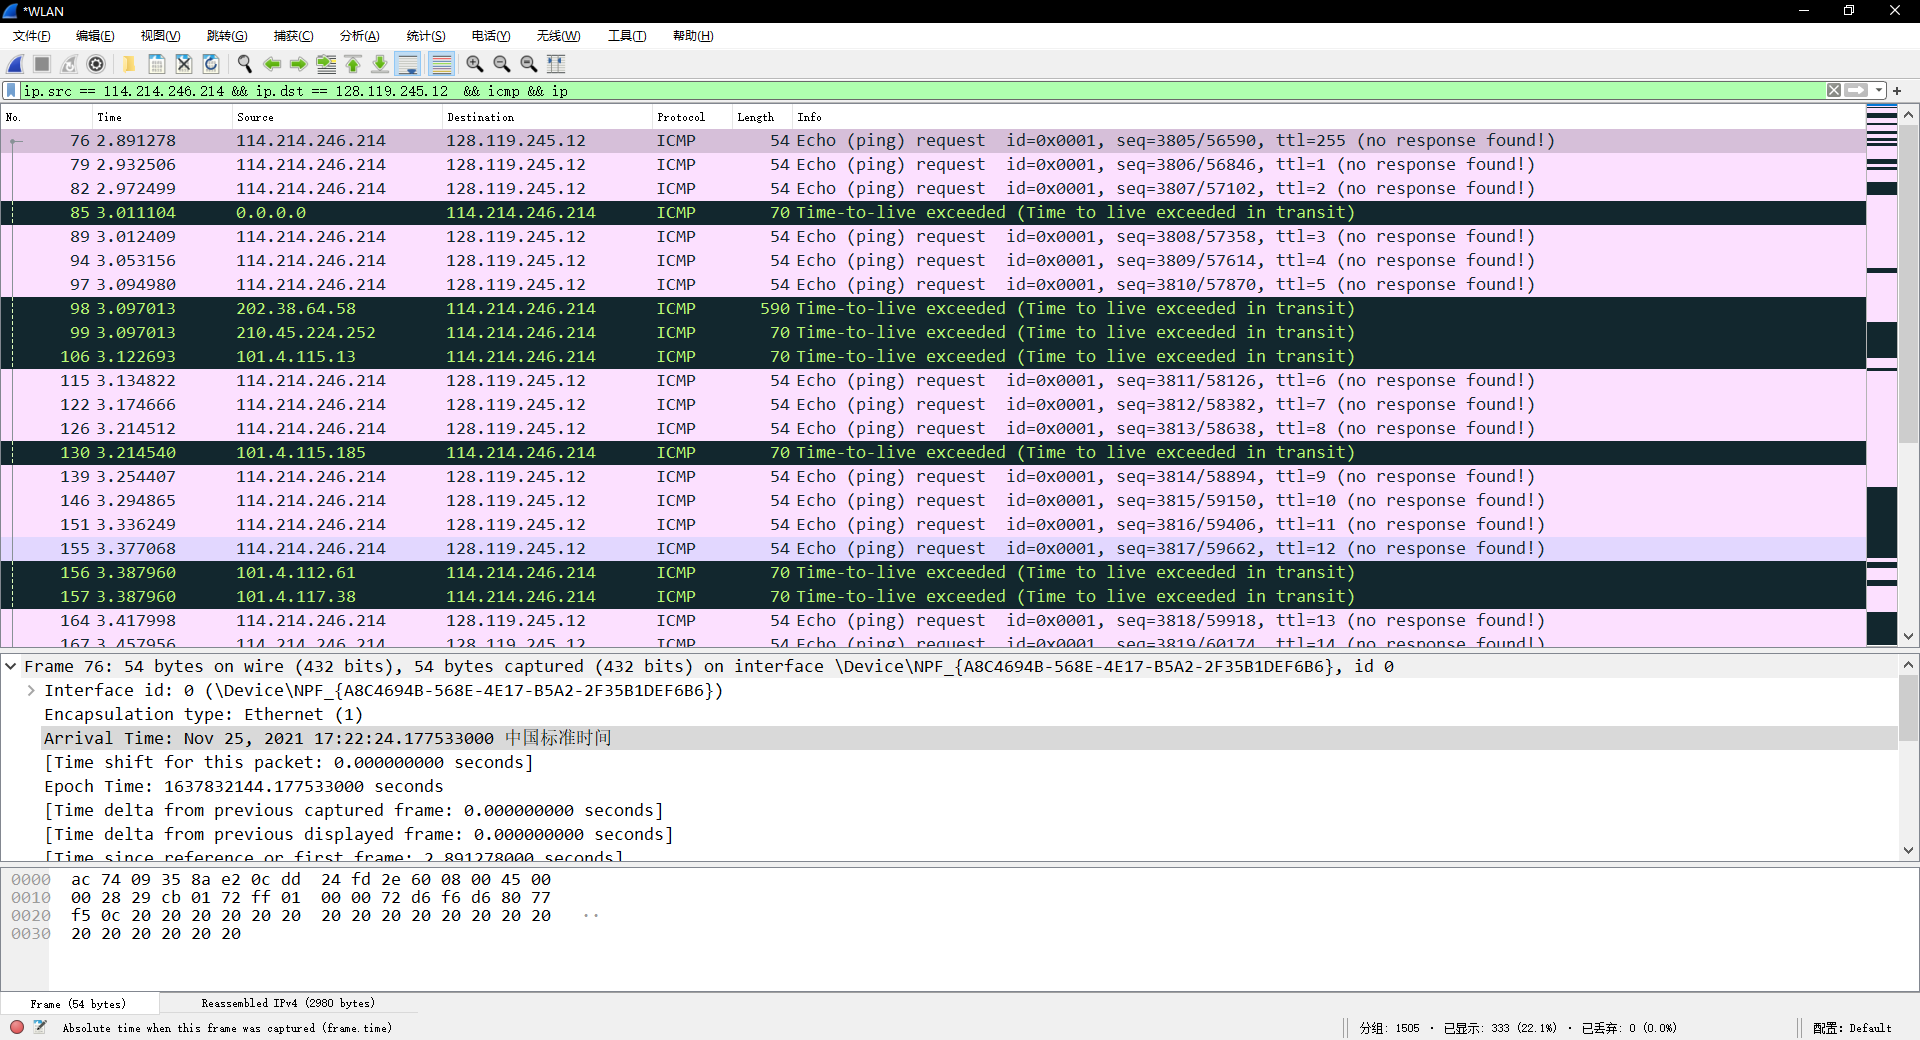 *WLAN
文件(F) 编辑(E) 视图(V) 跳转(G) 捕获(C) 分析(A) 统计(S) 电话(Y) 无线(W) 工具(T) 帮助(H)
ip.src == 114.214.246.214 && ip.dst == 128.119.245.12  && icmp && ip
No. Time Source Destination Protocol Length Info
76 2.891278 114.214.246.214 128.119.245.12 ICMP 54 Echo (ping) request  id=0x0001, seq=3805/56590, ttl=255 (no response found!)
79 2.932506 114.214.246.214 128.119.245.12 ICMP 54 Echo (ping) request  id=0x0001, seq=3806/56846, ttl=1 (no response found!)
82 2.972499 114.214.246.214 128.119.245.12 ICMP 54 Echo (ping) request  id=0x0001, seq=3807/57102, ttl=2 (no response found!)
85 3.011104 0.0.0.0 114.214.246.214 ICMP 70 Time-to-live exceeded (Time to live exceeded in transit)
89 3.012409 114.214.246.214 128.119.245.12 ICMP 54 Echo (ping) request  id=0x0001, seq=3808/57358, ttl=3 (no response found!)
94 3.053156 114.214.246.214 128.119.245.12 ICMP 54 Echo (ping) request  id=0x0001, seq=3809/57614, ttl=4 (no response found!)
97 3.094980 114.214.246.214 128.119.245.12 ICMP 54 Echo (ping) request  id=0x0001, seq=3810/57870, ttl=5 (no response found!)
98 3.097013 202.38.64.58 114.214.246.214 ICMP 590 Time-to-live exceeded (Time to live exceeded in transit)
99 3.097013 210.45.224.252 114.214.246.214 ICMP 70 Time-to-live exceeded (Time to live exceeded in transit)
106 3.122693 101.4.115.13 114.214.246.214 ICMP 70 Time-to-live exceeded (Time to live exceeded in transit)
115 3.134822 114.214.246.214 128.119.245.12 ICMP 54 Echo (ping) request  id=0x0001, seq=3811/58126, ttl=6 (no response found!)
122 3.174666 114.214.246.214 128.119.245.12 ICMP 54 Echo (ping) request  id=0x0001, seq=3812/58382, ttl=7 (no response found!)
126 3.214512 114.214.246.214 128.119.245.12 ICMP 54 Echo (ping) request  id=0x0001, seq=3813/58638, ttl=8 (no response found!)
130 3.214540 101.4.115.185 114.214.246.214 ICMP 70 Time-to-live exceeded (Time to live exceeded in transit)
139 3.254407 114.214.246.214 128.119.245.12 ICMP 54 Echo (ping) request  id=0x0001, seq=3814/58894, ttl=9 (no response found!)
146 3.294865 114.214.246.214 128.119.245.12 ICMP 54 Echo (ping) request  id=0x0001, seq=3815/59150, ttl=10 (no response found!)
151 3.336249 114.214.246.214 128.119.245.12 ICMP 54 Echo (ping) request  id=0x0001, seq=3816/59406, ttl=11 (no response found!)
155 3.377068 114.214.246.214 128.119.245.12 ICMP 54 Echo (ping) request  id=0x0001, seq=3817/59662, ttl=12 (no response found!)
156 3.387960 101.4.112.61 114.214.246.214 ICMP 70 Time-to-live exceeded (Time to live exceeded in transit)
157 3.387960 101.4.117.38 114.214.246.214 ICMP 70 Time-to-live exceeded (Time to live exceeded in transit)
164 3.417998 114.214.246.214 128.119.245.12 ICMP 54 Echo (ping) request  id=0x0001, seq=3818/59918, ttl=13 (no response found!)
167 3.457956 114.214.246.214 128.119.245.12 ICMP 54 Echo (ping) request  id=0x0001, seq=3819/60174, ttl=14 (no response found!)
Frame 76: 54 bytes on wire (432 bits), 54 bytes captured (432 bits) on interface \Device\NPF_{A8C4694B-568E-4E17-B5A2-2F35B1DEF6B6}, id 0
Interface id: 0 (\Device\NPF_{A8C4694B-568E-4E17-B5A2-2F35B1DEF6B6})
Encapsulation type: Ethernet (1)
Arrival Time: Nov 25, 2021 17:22:24.177533000 中国标准时间
[Time shift for this packet: 0.000000000 seconds]
Epoch Time: 1637832144.177533000 seconds
[Time delta from previous captured frame: 0.000000000 seconds]
[Time delta from previous displayed frame: 0.000000000 seconds]
[Time since reference or first frame: 2.891278000 seconds]
0000 ac 74 09 35 8a e2 0c dd  24 fd 2e 60 08 00 45 00
0010 00 28 29 cb 01 72 ff 01  00 00 72 d6 f6 d6 80 77
0020 f5 0c 20 20 20 20 20 20  20 20 20 20 20 20 20 20 ··
0030 20 20 20 20 20 20
Frame (54 bytes) Reassembled IPv4 (2980 bytes)
Absolute time when this frame was captured (frame.time) 分组: 1505 · 已显示: 333 (22.1%) · 已丢弃: 0 (0.0%) 配置: Default